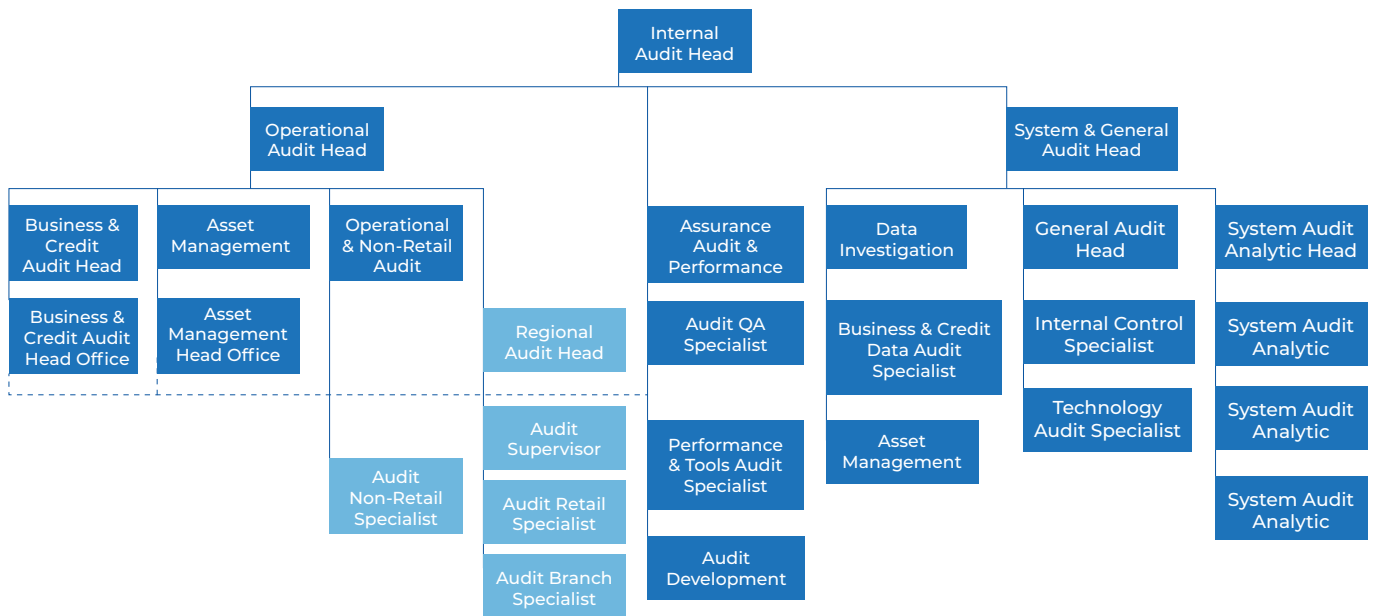 Internal
Audit Head
Operational
Audit Head
System & General
Audit Head
Business &
Credit
Audit Head
Asset
Management
Operational
& Non-Retail
Audit
Assurance
Audit &
Performance
Data
Investigation
General Audit
Head
System Audit
Analytic Head
Business &
Credit Audit
Head Office
Asset
Management
Head Office
Regional
Audit Head
Audit QA
Specialist
Business & Credit
Data Audit
Specialist
Internal Control
Specialist
System Audit
Analytic
Audit
Supervisor
Performance
& Tools Audit
Specialist
Asset
Management
Technology
Audit Specialist
System Audit
Analytic
Audit
Non-Retail
Specialist
Audit Retail
Specialist
System Audit
Analytic
Audit Branch
Specialist
Audit
Development